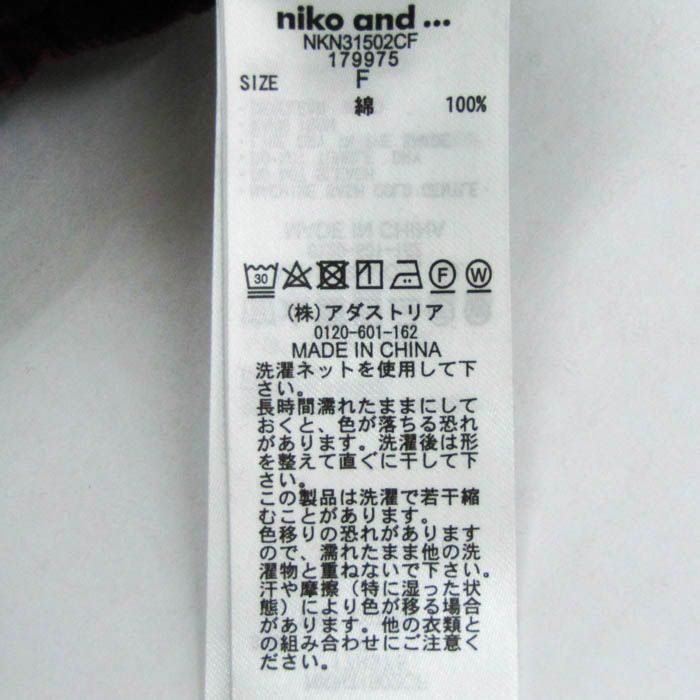 niko and ...
NKN31502CF
179975
SIZE F
綿 100%
30 F W
(株)アダストリア
0120-601-162
MADE IN CHINA
洗濯ネットを使用して下
さい。
長時間濡れたままにして
おくと、色が落ちる恐れ
があります。洗濯後は形
を整えて直ぐに干して下
さい。
この製品は洗濯で若干縮
むことがあります。
色移りの恐れがあります
ので、濡れたまま他の洗
濯物と重ねないで下さい。
汗や摩擦(特に湿った状
態)により色が移る場合
があります。他の衣類と
の組み合わせにご注意く
ださい。